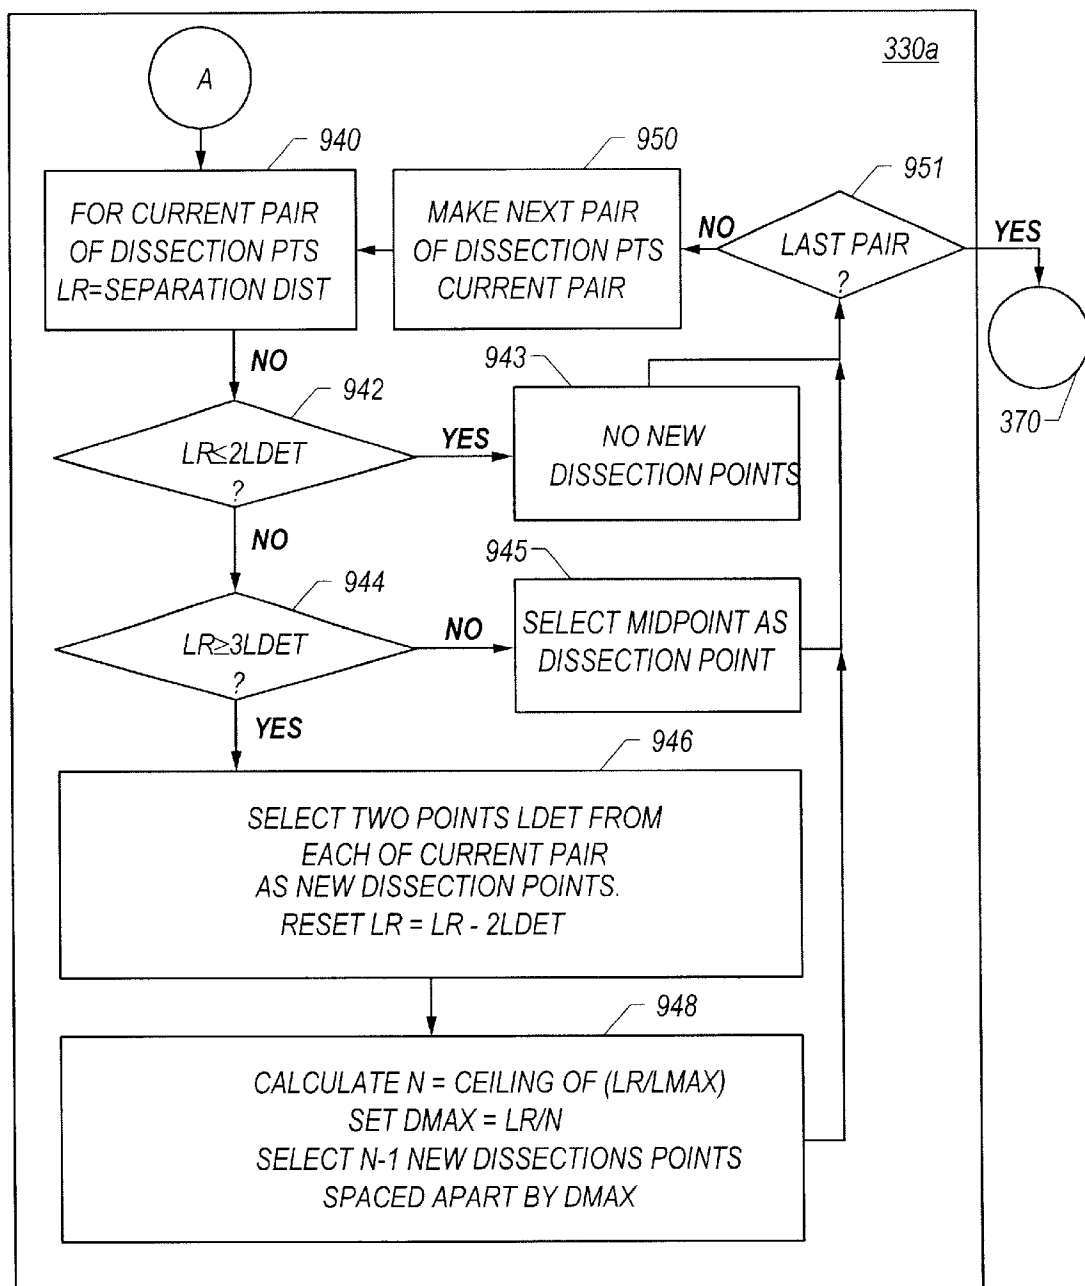 330a
A
940
FOR CURRENT PAIR
OF DISSECTION PTS
LR=SEPARATION DIST
950
MAKE NEXT PAIR
OF DISSECTION PTS
CURRENT PAIR
NO
951
LAST PAIR
?
YES
370
NO
942
LR≤2LDET
?
YES
943
NO NEW
DISSECTION POINTS
NO
944
LR≥3LDET
?
NO
945
SELECT MIDPOINT AS
DISSECTION POINT
YES
946
SELECT TWO POINTS LDET FROM
EACH OF CURRENT PAIR
AS NEW DISSECTION POINTS.
RESET LR = LR - 2LDET
948
CALCULATE N = CEILING OF (LR/LMAX)
SET DMAX = LR/N
SELECT N-1 NEW DISSECTIONS POINTS
SPACED APART BY DMAX